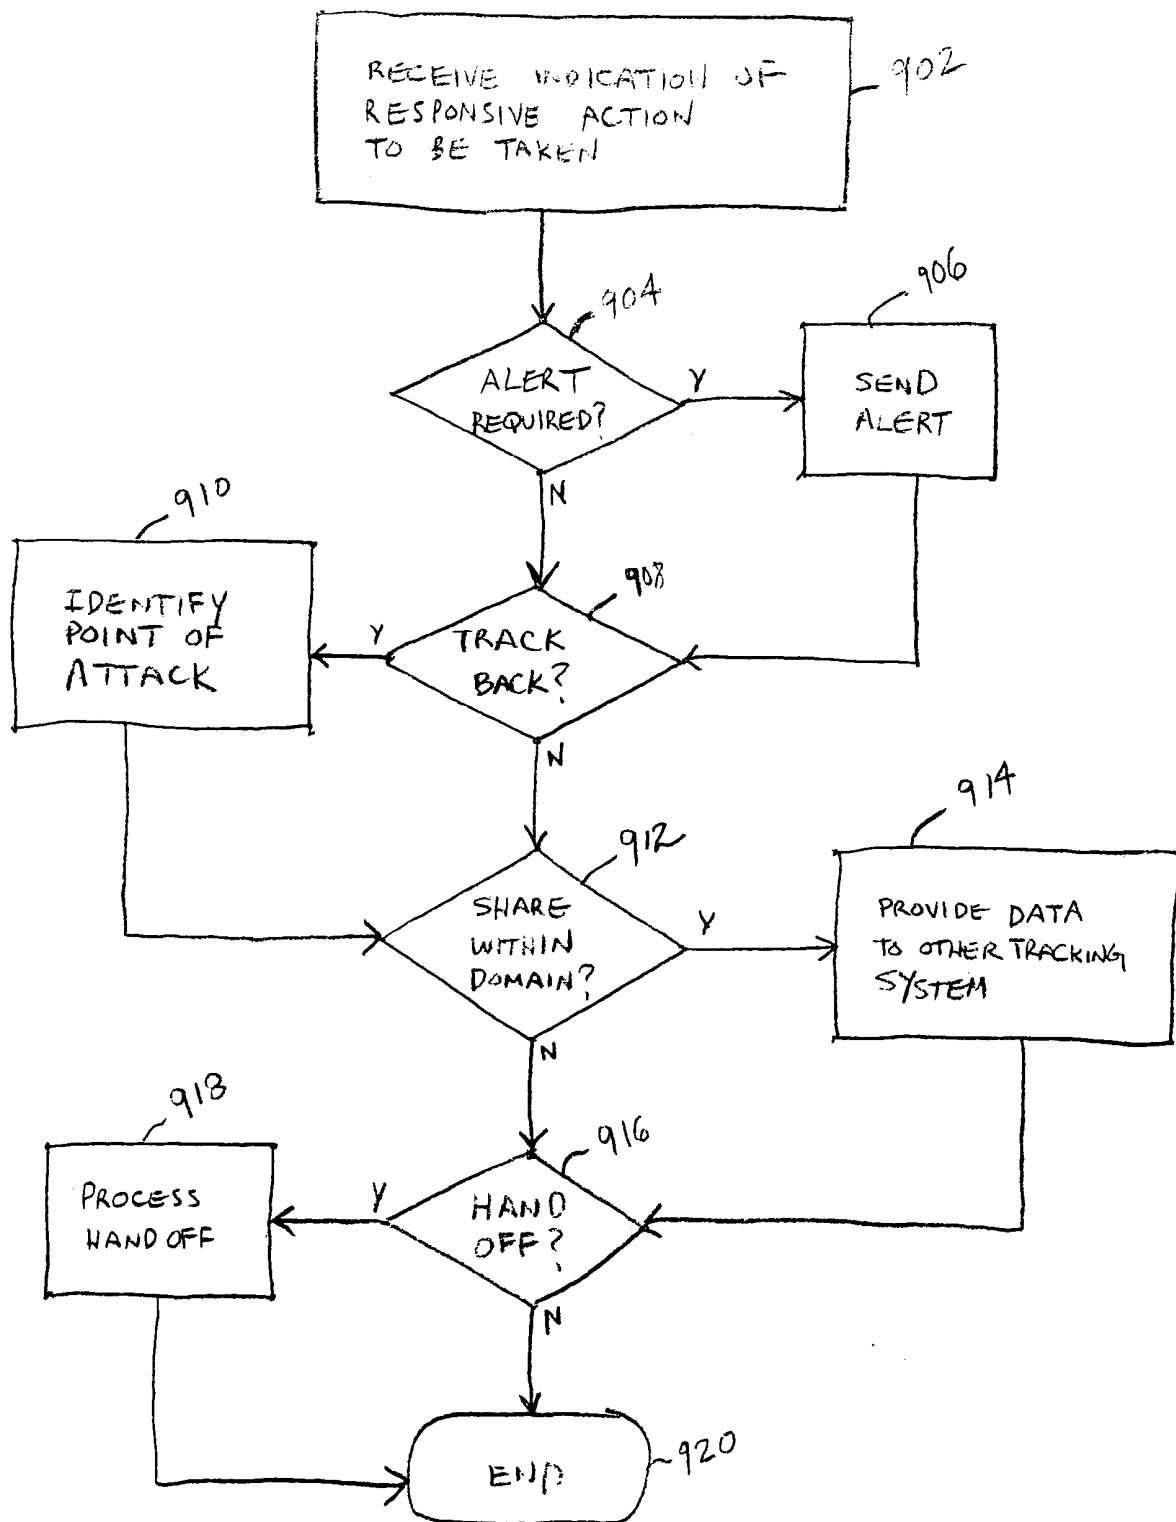 RECEIVE INDICATION OF
RESPONSIVE ACTION
TO BE TAKEN
902
904
ALERT
REQUIRED?
Y
N
906
SEND
ALERT
910
IDENTIFY
POINT OF
ATTACK
908
TRACK
BACK?
Y
N
912
SHARE
WITHIN
DOMAIN?
Y
N
914
PROVIDE DATA
TO OTHER TRACKING
SYSTEM
918
PROCESS
HAND OFF
916
HAND
OFF?
Y
N
END
920